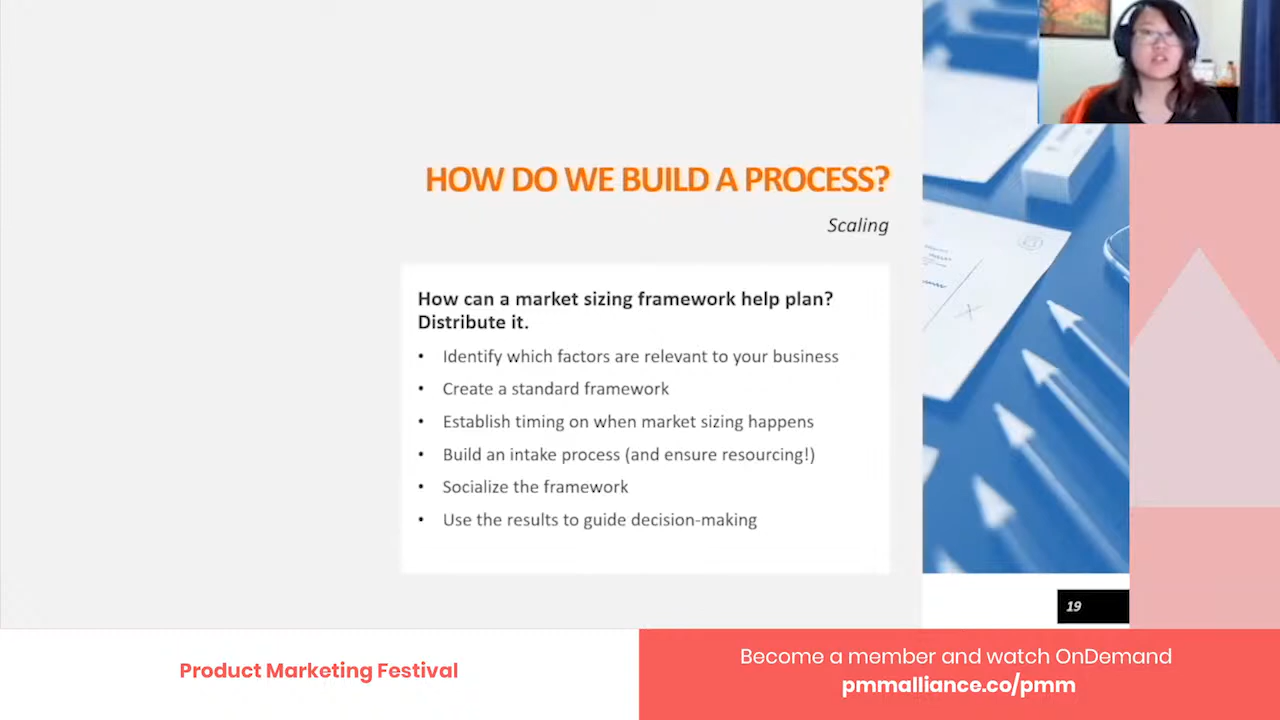 HOW DO WE BUILD A PROCESS?
Scaling
How can a market sizing framework help plan?
Distribute it.
• Identify which factors are relevant to your business
• Create a standard framework
• Establish timing on when market sizing happens
• Build an intake process (and ensure resourcing!)
• Socialize the framework
• Use the results to guide decision-making
19
Product Marketing Festival
Become a member and watch OnDemand
pmmalliance.co/pmm